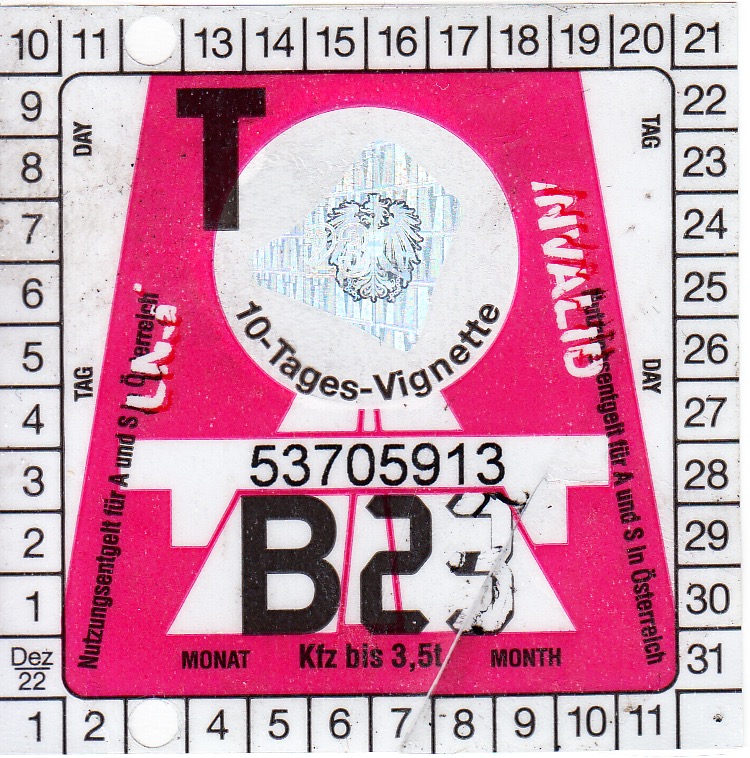 10 11 13 14 15 16 17 18 19 20 21
9 22
8 23
7 24
6 25
5 26
4 27
3 28
2 29
1 30
Dez
22
31
1 2 4 5 6 7 8 9 10 11
DAY
TAG
TAG
DAY
T
INVALID
10-Tages-Vignette
53705913
B23
MONAT Kfz bis 3,5t MONTH
Nutzungsentgelt für A und S in Österreich
Nutzungsentgelt für A und S in Österreich